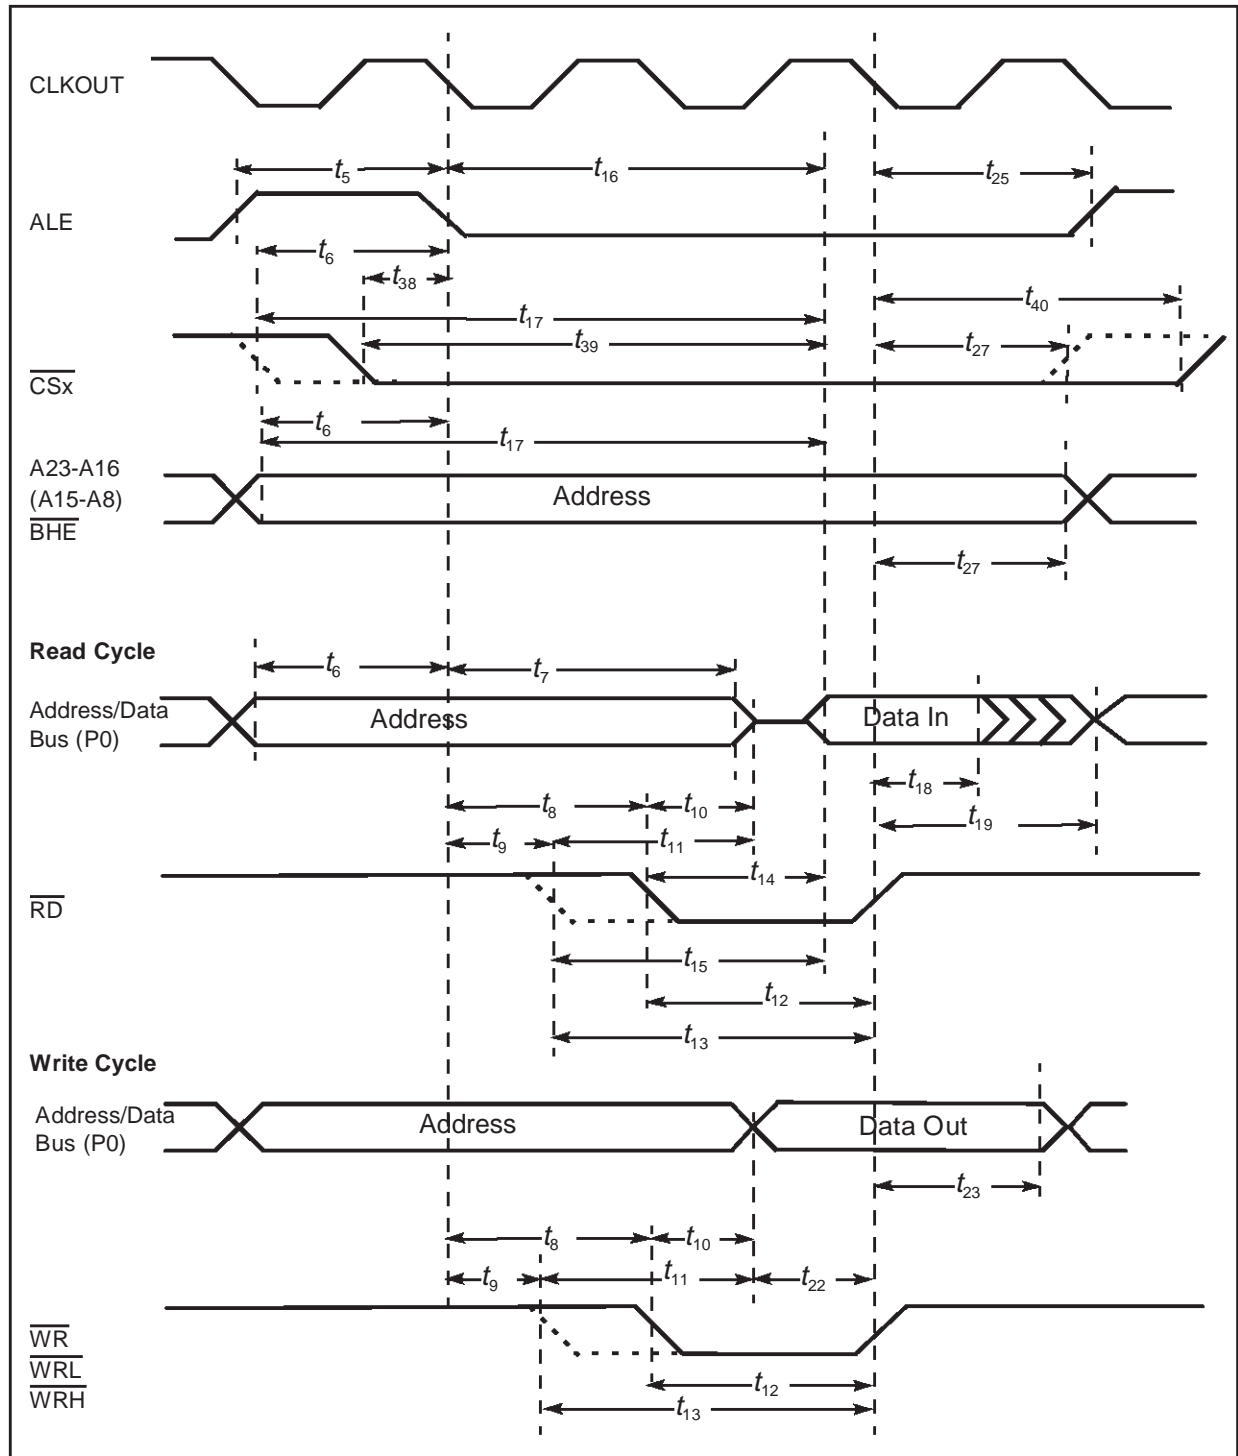 CLKOUT
t5 t16 t25
ALE
t6
t38
t40
t17
t39 t27
CSx
t6
t17
A23-A16
(A15-A8) Address
BHE
t27
Read Cycle
t6 t7
Address/Data
Bus (P0) Address Data In
t18
t8 t10
t19
t9 t11
t14
RD
t15
t12
t13
Write Cycle
Address/Data
Bus (P0) Address Data Out
t23
t8 t10
t9 t11 t22
WR
WRL
t12
WRH
t13